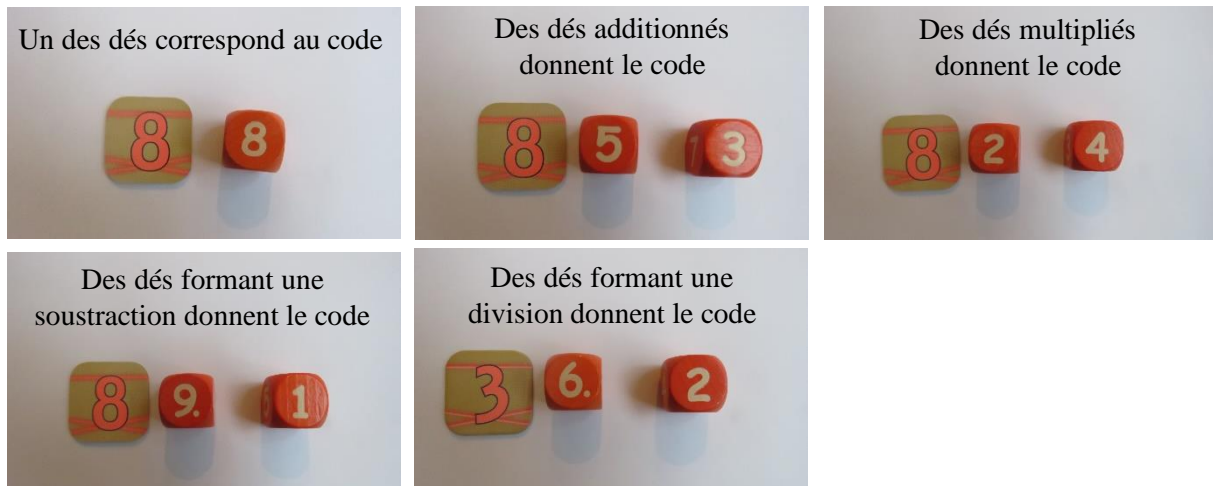 Un des dés correspond au code
8 8
Des dés additionnés
donnent le code
8 5 1 3
Des dés multipliés
donnent le code
8 2 4
Des dés formant une
soustraction donnent le code
8 9. 1
Des dés formant une
division donnent le code
3 6. 2